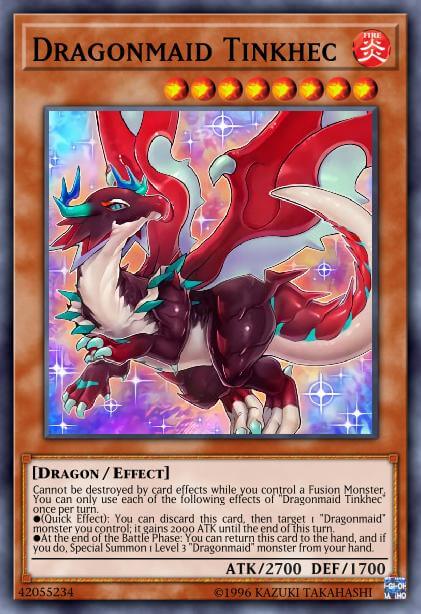 Dragonmaid Tinkhec
FIRE
炎
[Dragon / Effect]
Cannot be destroyed by card effects while you control a Fusion Monster.
You can only use each of the following effects of "Dragonmaid Tinkhec"
once per turn.
●(Quick Effect): You can discard this card, then target 1 "Dragonmaid"
monster you control; it gains 2000 ATK until the end of this turn.
●At the end of the Battle Phase: You can return this card to the hand, and if
you do, Special Summon 1 Level 3 "Dragonmaid" monster from your hand.
ATK/2700 DEF/1700
42055234
©1996 KAZUKI TAKAHASHI